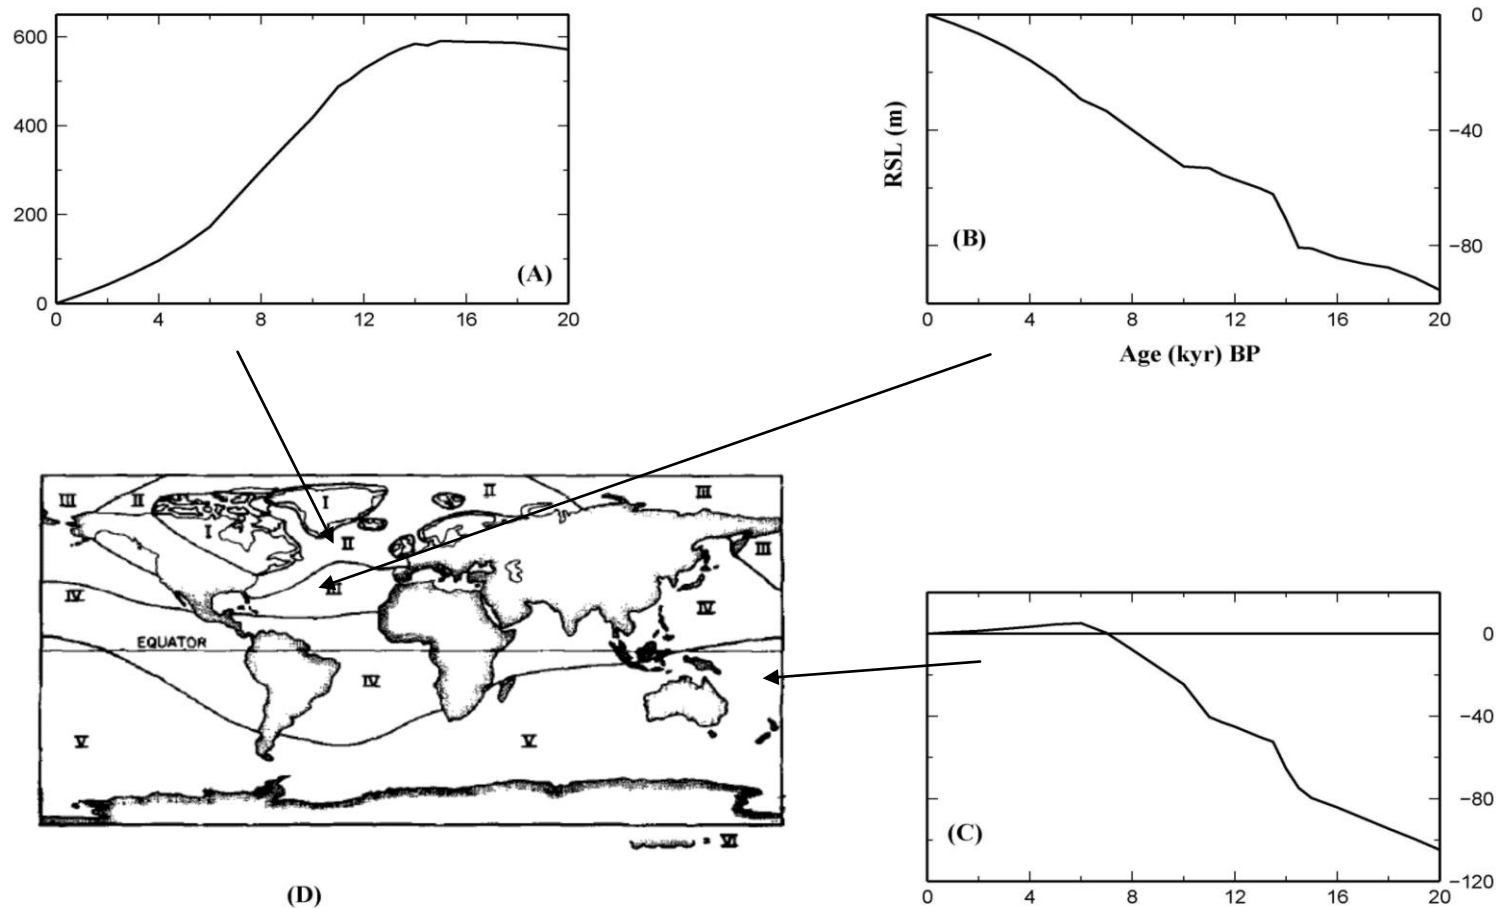 600
400
200
0
(A)
0 4 8 12 16 20
0
-40
-80
RSL (m)
(B)
0 4 8 12 16 20
Age (kyr) BP
III II I II III
I II III
IV III IV
EQUATOR
IV
V V
= VI
(D)
0
-40
-80
-120
(C)
0 4 8 12 16 20